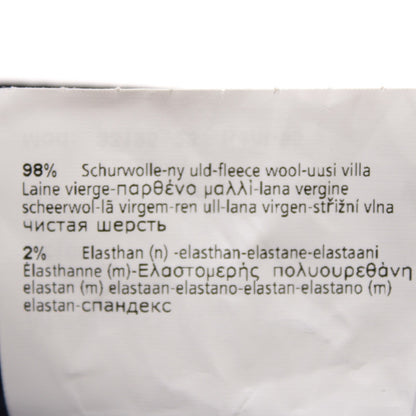 98% Schurwolle-ny uld-fleece wool-uusi villa
Laine vierge-παρθένο μαλλί-lana vergine
scheerwol-lã virgem-ren ull-lana virgen-střižní vlna
чистая шерсть
2% Elasthan (n) -elasthan-elastane-elastaani
Élasthanne (m)-Ελαστομερής πολυουρεθάνη
elastan (m) elastaan-elastano-elastan-elastano (m)
elastan-спандекс